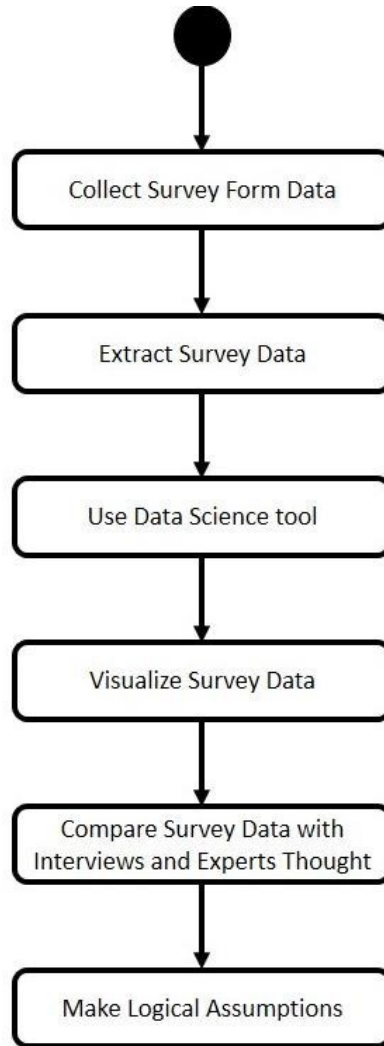 Collect Survey Form Data
Extract Survey Data
Use Data Science tool
Visualize Survey Data
Compare Survey Data with
Interviews and Experts Thought
Make Logical Assumptions